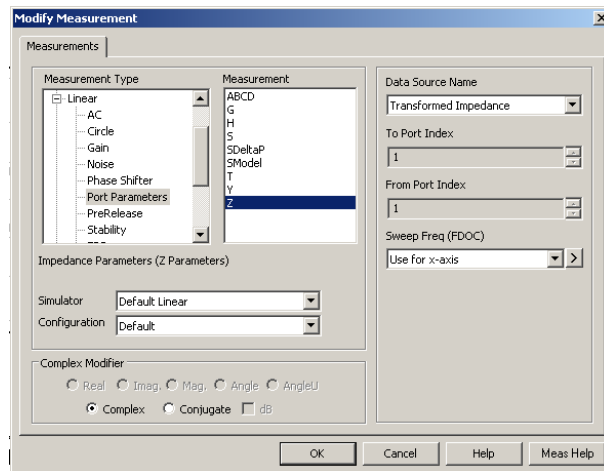 Modify Measurement
Measurements
Measurement Type
Linear
AC
Circle
Gain
Noise
Phase Shifter
Port Parameters
PreRelease
Stability
Measurement
ABCD
G
H
S
SDeltaP
SModel
T
Y
Z
Impedance Parameters (Z Parameters)
Simulator Default Linear
Configuration Default
Complex Modifier
Real Imag. Mag. Angle AngleU
Complex Conjugate dB
Data Source Name
Transformed Impedance
To Port Index
1
From Port Index
1
Sweep Freq (FDOC)
Use for x-axis >
OK Cancel Help Meas Help